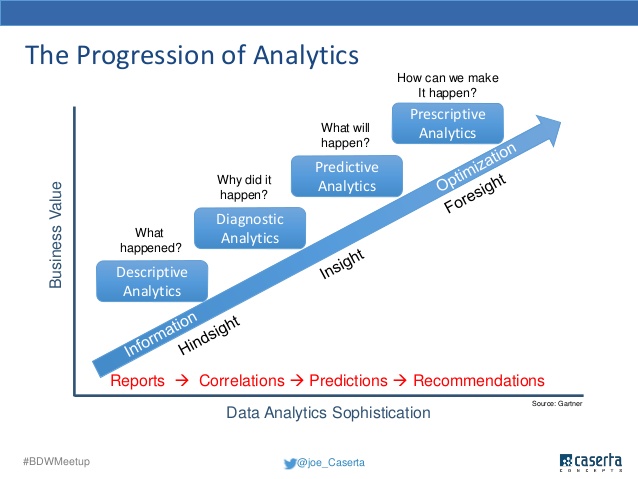 The Progression of Analytics
How can we make
It happen?
Prescriptive
Analytics
What will
happen?
Predictive
Analytics
Why did it
happen?
Diagnostic
Analytics
What
happened?
Descriptive
Analytics
Business Value
Information
Optimization
Hindsight
Insight
Foresight
Reports → Correlations → Predictions → Recommendations
Source: Gartner
Data Analytics Sophistication
#BDWMeetup
@joe_Caserta
caserta
CONCEPTS